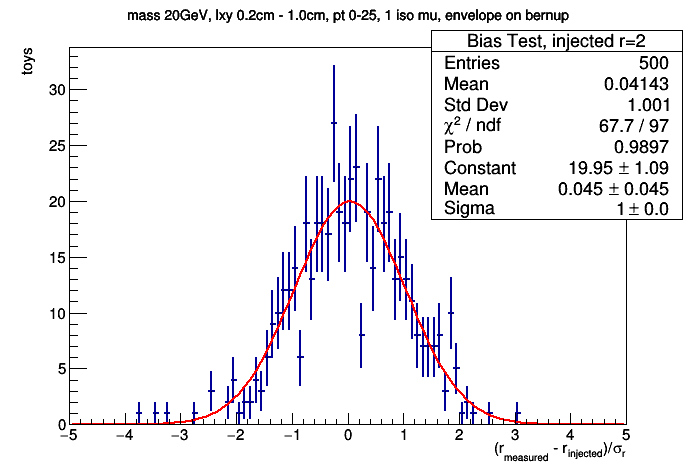 mass 20GeV, lxy 0.2cm - 1.0cm, pt 0-25, 1 iso mu, envelope on bernup
Bias Test, injected r=2
Entries 500
Mean 0.04143
Std Dev 1.001
χ² / ndf 67.7 / 97
Prob 0.9897
Constant 19.95 ± 1.09
Mean 0.045 ± 0.045
Sigma 1 ± 0.0
toys
30
25
20
15
10
5
0
−5 −4 −3 −2 −1 0 1 2 3 4 5
(r_measured - r_injected)/σ_r